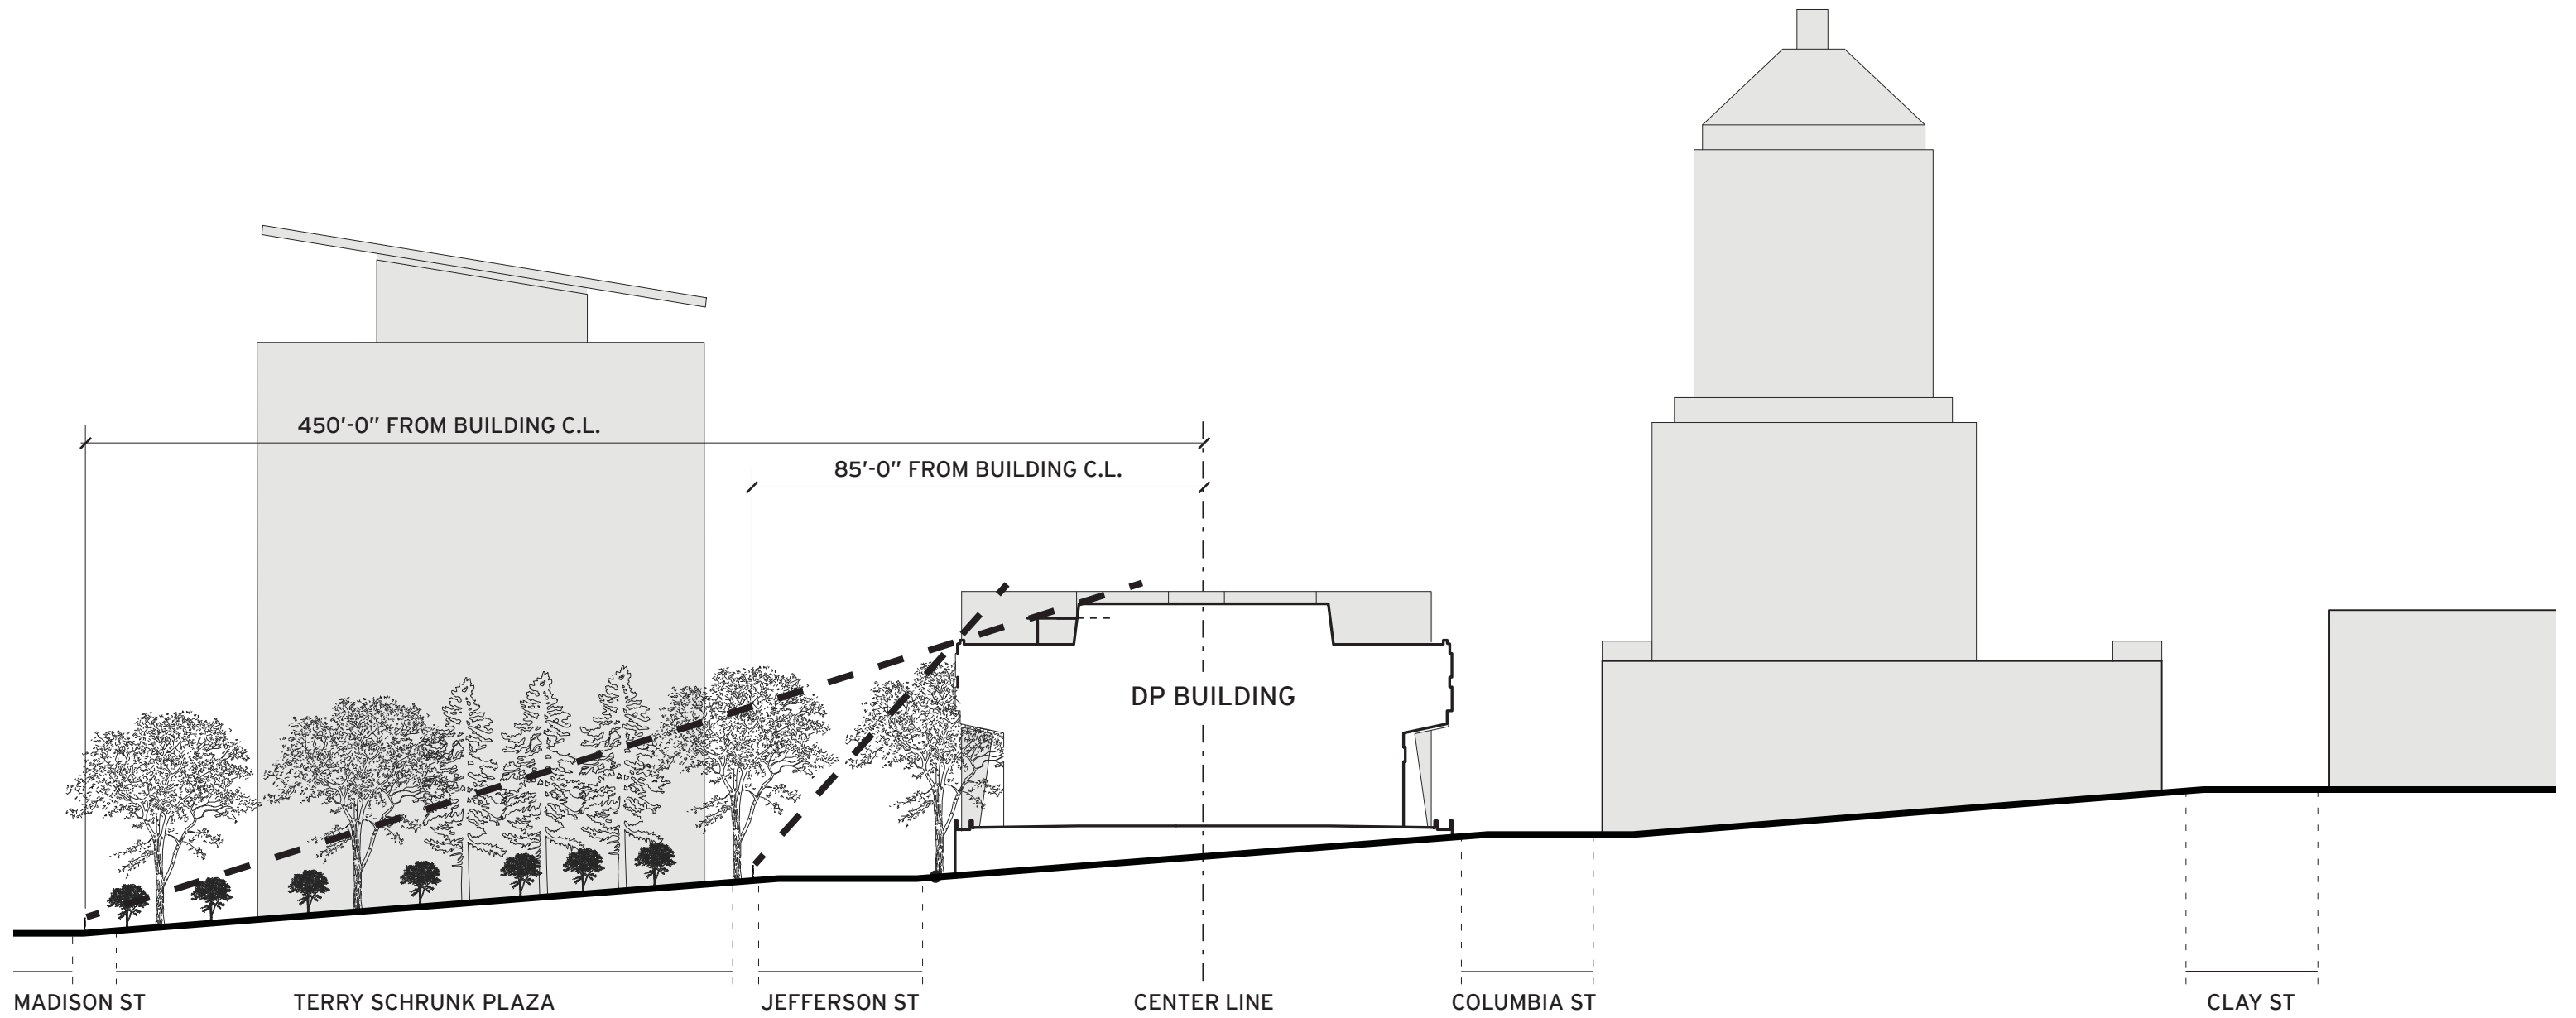 450'-0" FROM BUILDING C.L.
85'-0" FROM BUILDING C.L.
DP BUILDING
MADISON ST
TERRY SCHRUNK PLAZA
JEFFERSON ST
CENTER LINE
COLUMBIA ST
CLAY ST